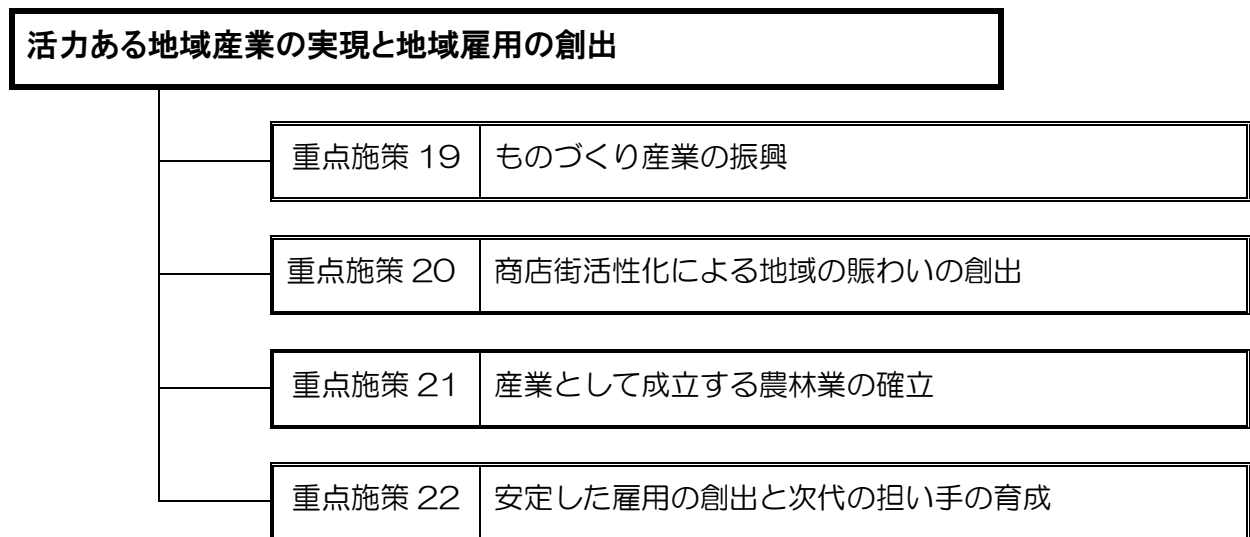 活力ある地域産業の実現と地域雇用の創出
重点施策 19 ものづくり産業の振興
重点施策 20 商店街活性化による地域の賑わいの創出
重点施策 21 産業として成立する農林業の確立
重点施策 22 安定した雇用の創出と次代の担い手の育成